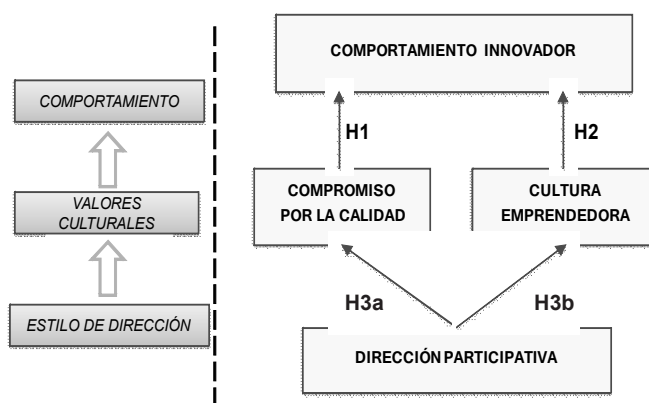 COMPORTAMIENTO
VALORES
CULTURALES
ESTILO DE DIRECCIÓN
COMPORTAMIENTO INNOVADOR
H1
H2
COMPROMISO
POR LA CALIDAD
CULTURA
EMPRENDEDORA
H3a
H3b
DIRECCIÓN PARTICIPATIVA